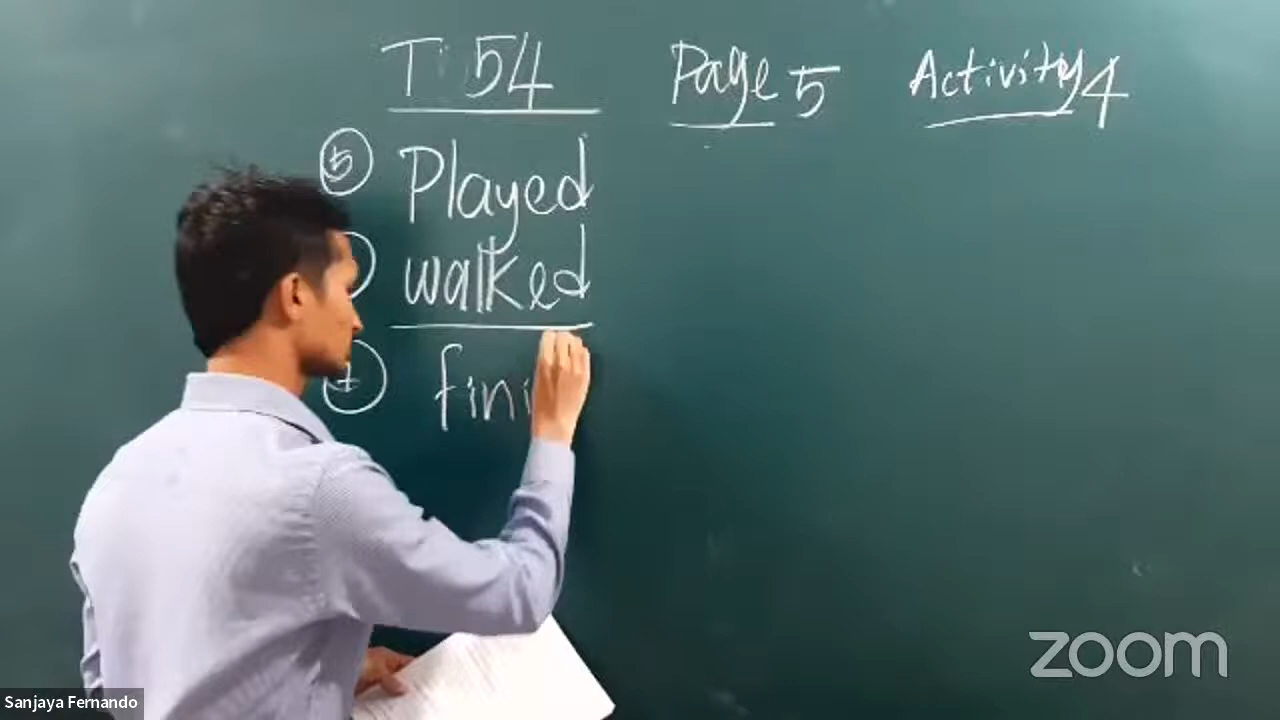 T: 54 Page 5 Activity 4
5 Played
walked
fini
Sanjaya Fernando
zoom